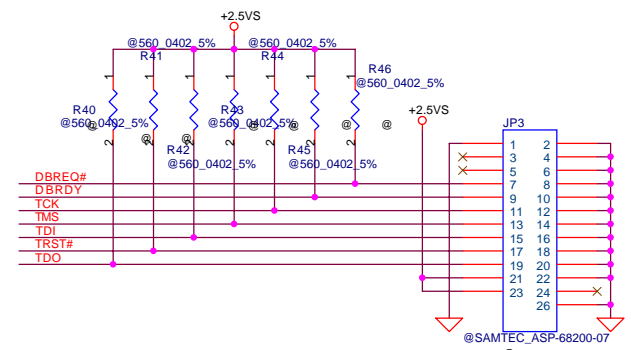 +2.5VS
@560_0402_5% @560_0402_5%
R41 R44
R46
@560_0402_5%
1 1 1 1 1 1 1
R40 R43
@560_0402_5% @560_0402_5%
@ @ @ @ @ @ @
2 2 2 2 2 2 2
R42 R45
@560_0402_5% @560_0402_5%
+2.5VS
JP3
1 2
3 4
5 6
DBREQ# 7 8
DBRDY 9 10
TCK 11 12
TMS 13 14
TDI 15 16
TRST# 17 18
TDO 19 20
21 22
23 24
26
@SAMTEC_ASP-68200-07